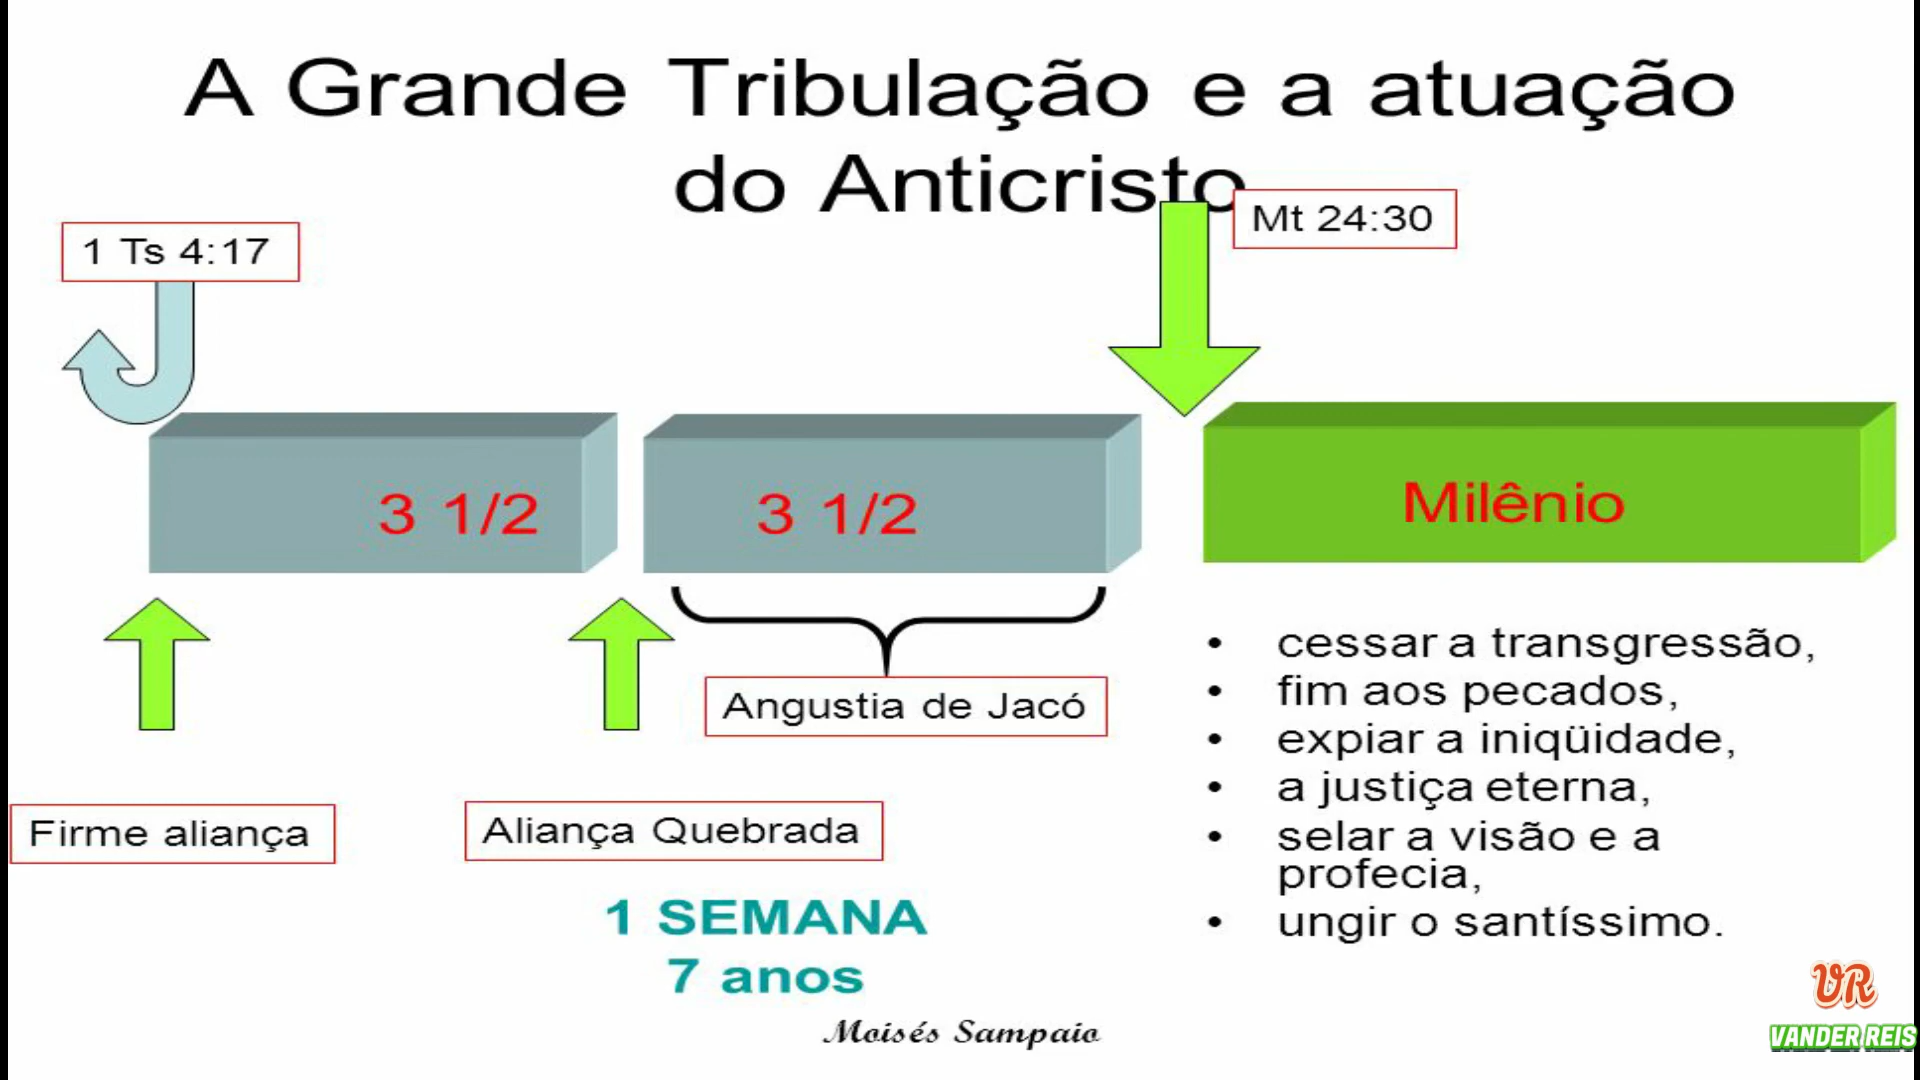 A Grande Tribulação e a atuação
do Anticristo
Mt 24:30
1 Ts 4:17
3 1/2
3 1/2
Milênio
Angustia de Jacó
Firme aliança
Aliança Quebrada
1 SEMANA
7 anos
• cessar a transgressão,
• fim aos pecados,
• expiar a iniqüidade,
• a justiça eterna,
• selar a visão e a
profecia,
• ungir o santíssimo.
Moisés Sampaio
VR
VANDER REIS